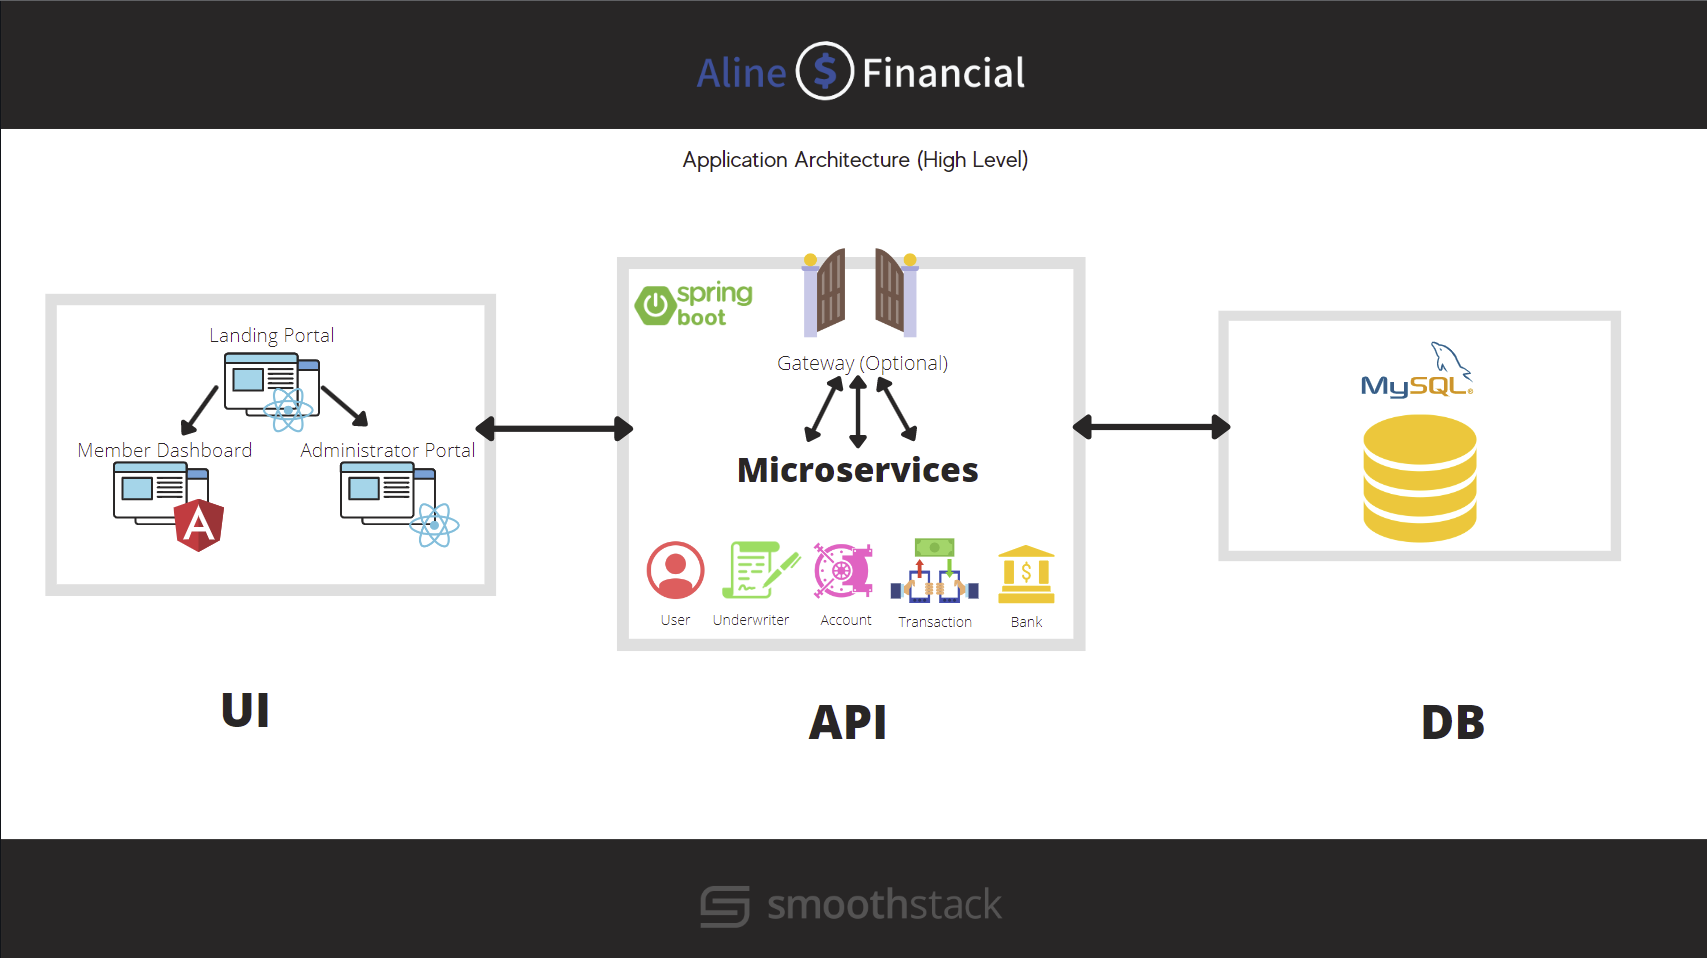 Aline $ Financial
Application Architecture (High Level)
Landing Portal
Member Dashboard
Administrator Portal
UI
spring
boot
Gateway (Optional)
Microservices
User
Underwriter
Account
Transaction
$
Bank
API
MySQL®
DB
smoothstack